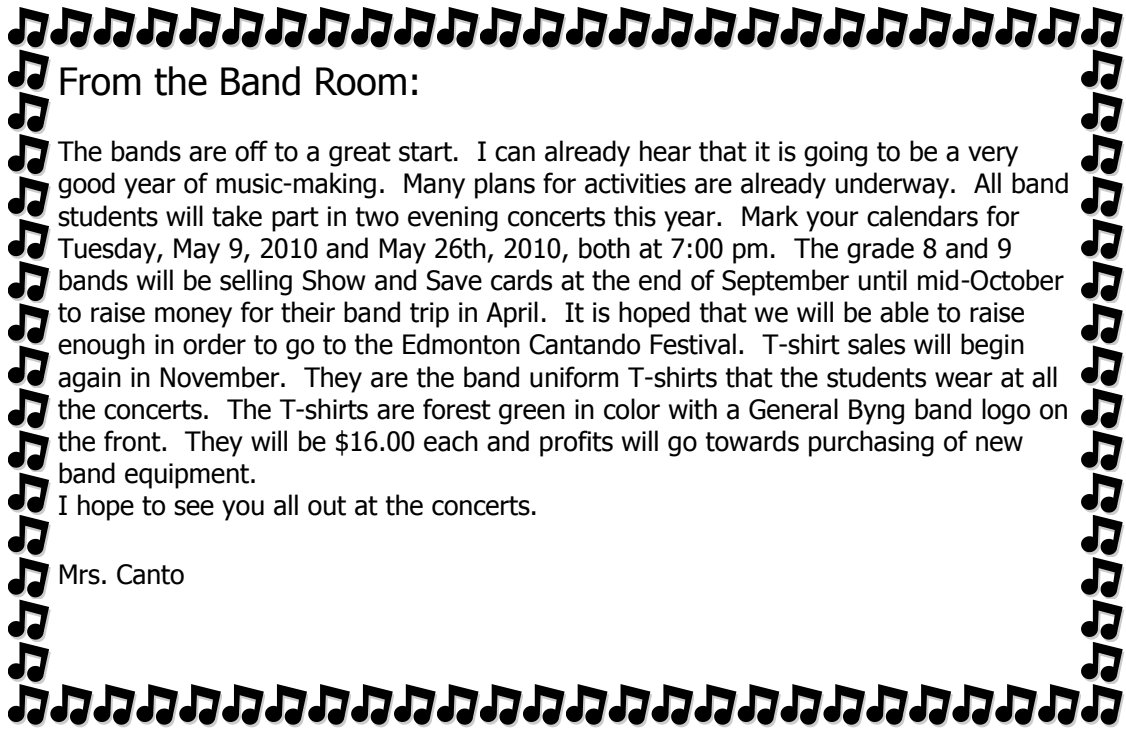 From the Band Room:
The bands are off to a great start.  I can already hear that it is going to be a very
good year of music-making.  Many plans for activities are already underway.  All band
students will take part in two evening concerts this year.  Mark your calendars for
Tuesday, May 9, 2010 and May 26th, 2010, both at 7:00 pm.  The grade 8 and 9
bands will be selling Show and Save cards at the end of September until mid-October
to raise money for their band trip in April.  It is hoped that we will be able to raise
enough in order to go to the Edmonton Cantando Festival.  T-shirt sales will begin
again in November.  They are the band uniform T-shirts that the students wear at all
the concerts.  The T-shirts are forest green in color with a General Byng band logo on
the front.  They will be $16.00 each and profits will go towards purchasing of new
band equipment.
I hope to see you all out at the concerts.
Mrs. Canto